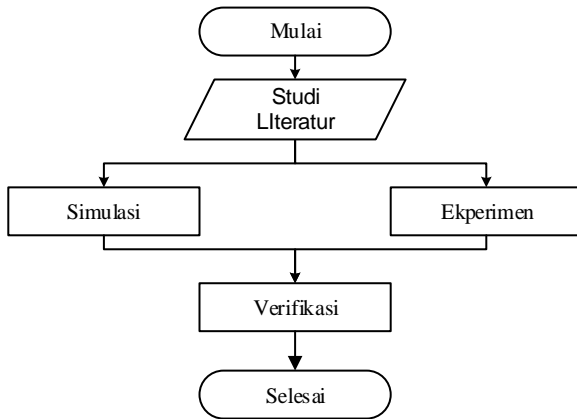 Mulai
Studi
LIteratur
Simulasi
Ekperimen
Verifikasi
Selesai